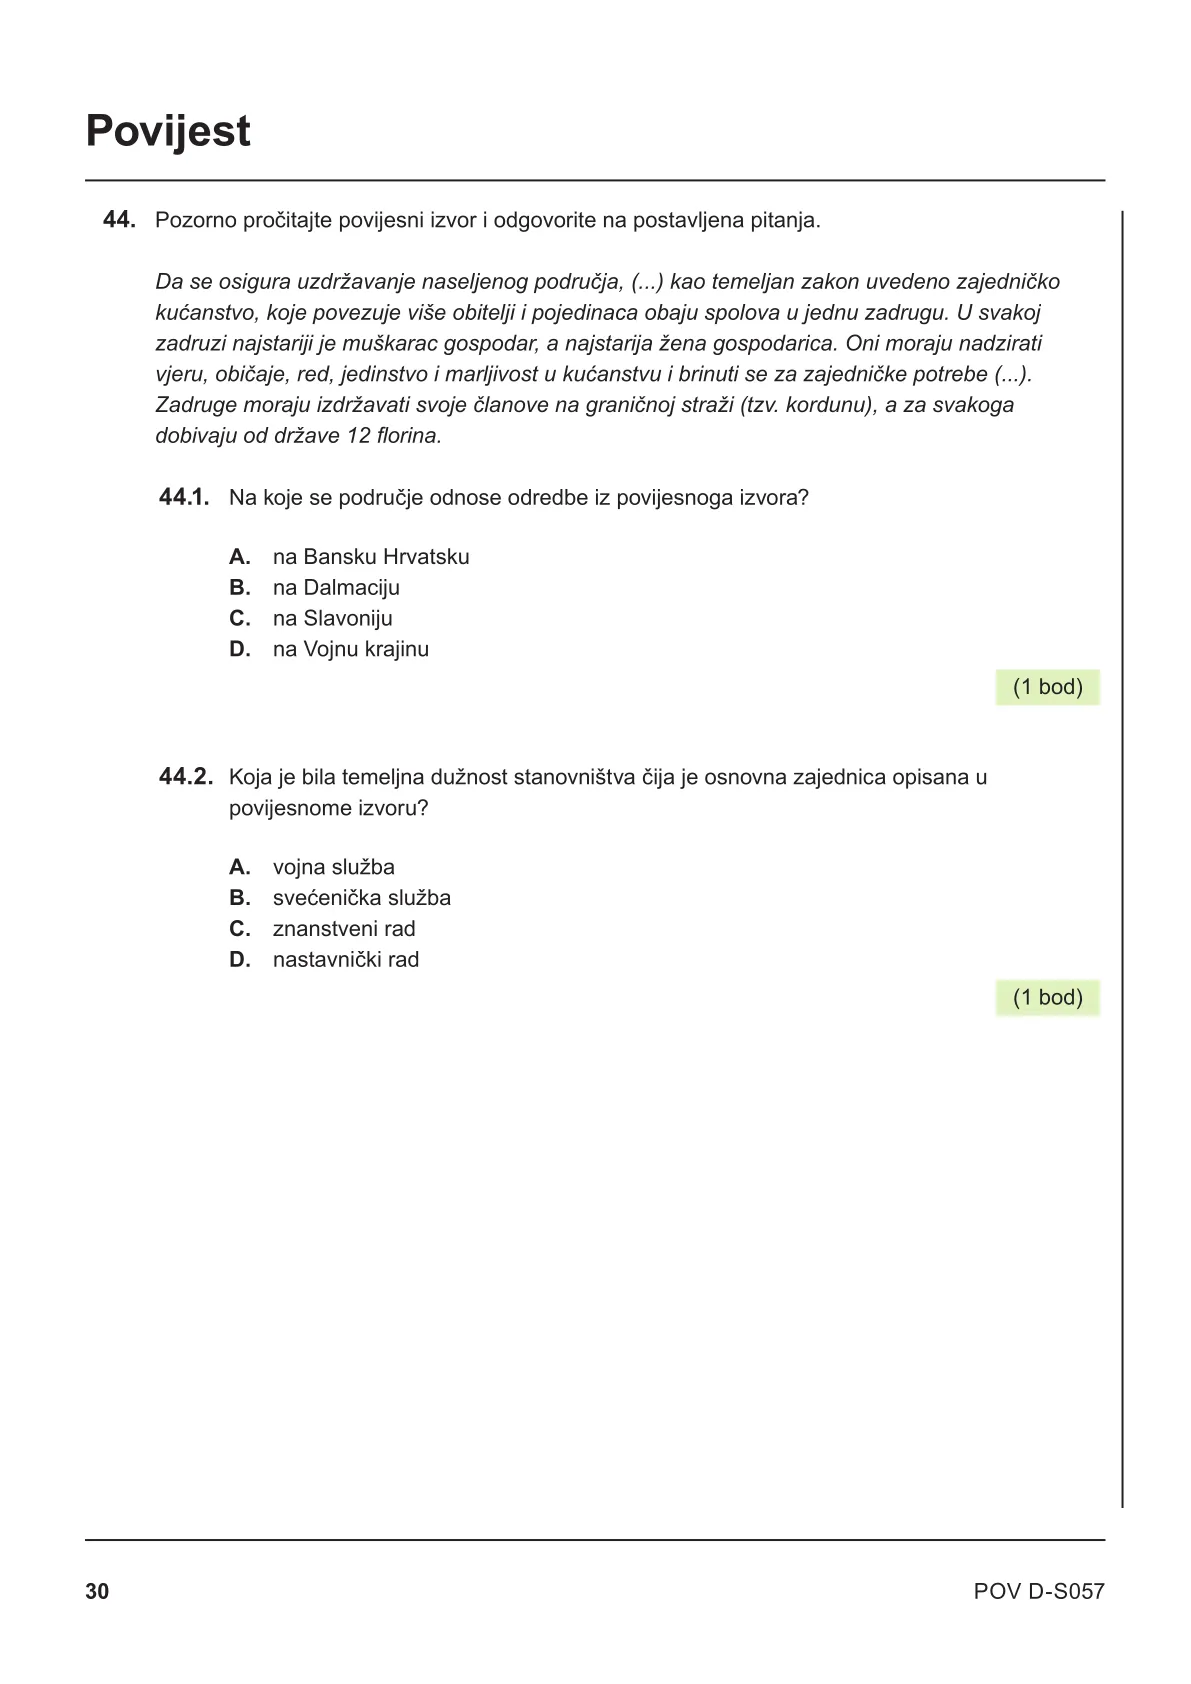 Povijest
44. Pozorno pročitajte povijesni izvor i odgovorite na postavljena pitanja.
Da se osigura uzdržavanje naseljenog područja, (...) kao temeljan zakon uvedeno zajedničko
kućanstvo, koje povezuje više obitelji i pojedinaca obaju spolova u jednu zadrugu. U svakoj
zadruzi najstariji je muškarac gospodar, a najstarija žena gospodarica. Oni moraju nadzirati
vjeru, običaje, red, jedinstvo i marljivost u kućanstvu i brinuti se za zajedničke potrebe (...).
Zadruge moraju izdržavati svoje članove na graničnoj straži (tzv. kordunu), a za svakoga
dobivaju od države 12 florina.
44.1. Na koje se područje odnose odredbe iz povijesnoga izvora?
A. na Bansku Hrvatsku
B. na Dalmaciju
C. na Slavoniju
D. na Vojnu krajinu
(1 bod)
44.2. Koja je bila temeljna dužnost stanovništva čija je osnovna zajednica opisana u
povijesnome izvoru?
A. vojna služba
B. svećenička služba
C. znanstveni rad
D. nastavnički rad
(1 bod)
30
POV D-S057